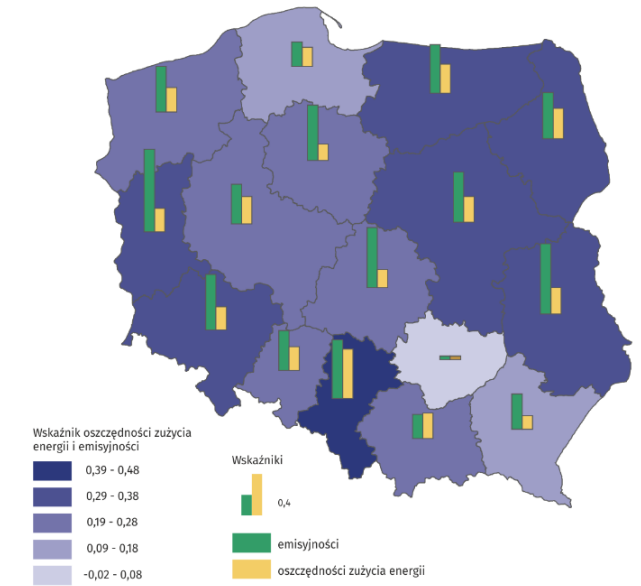 Wskaźnik oszczędności zużycia
energii i emisyjności
0,39 - 0,48
0,29 - 0,38
0,19 - 0,28
0,09 - 0,18
-0,02 - 0,08
Wskaźniki
0,4
emisyjności
oszczędności zużycia energii